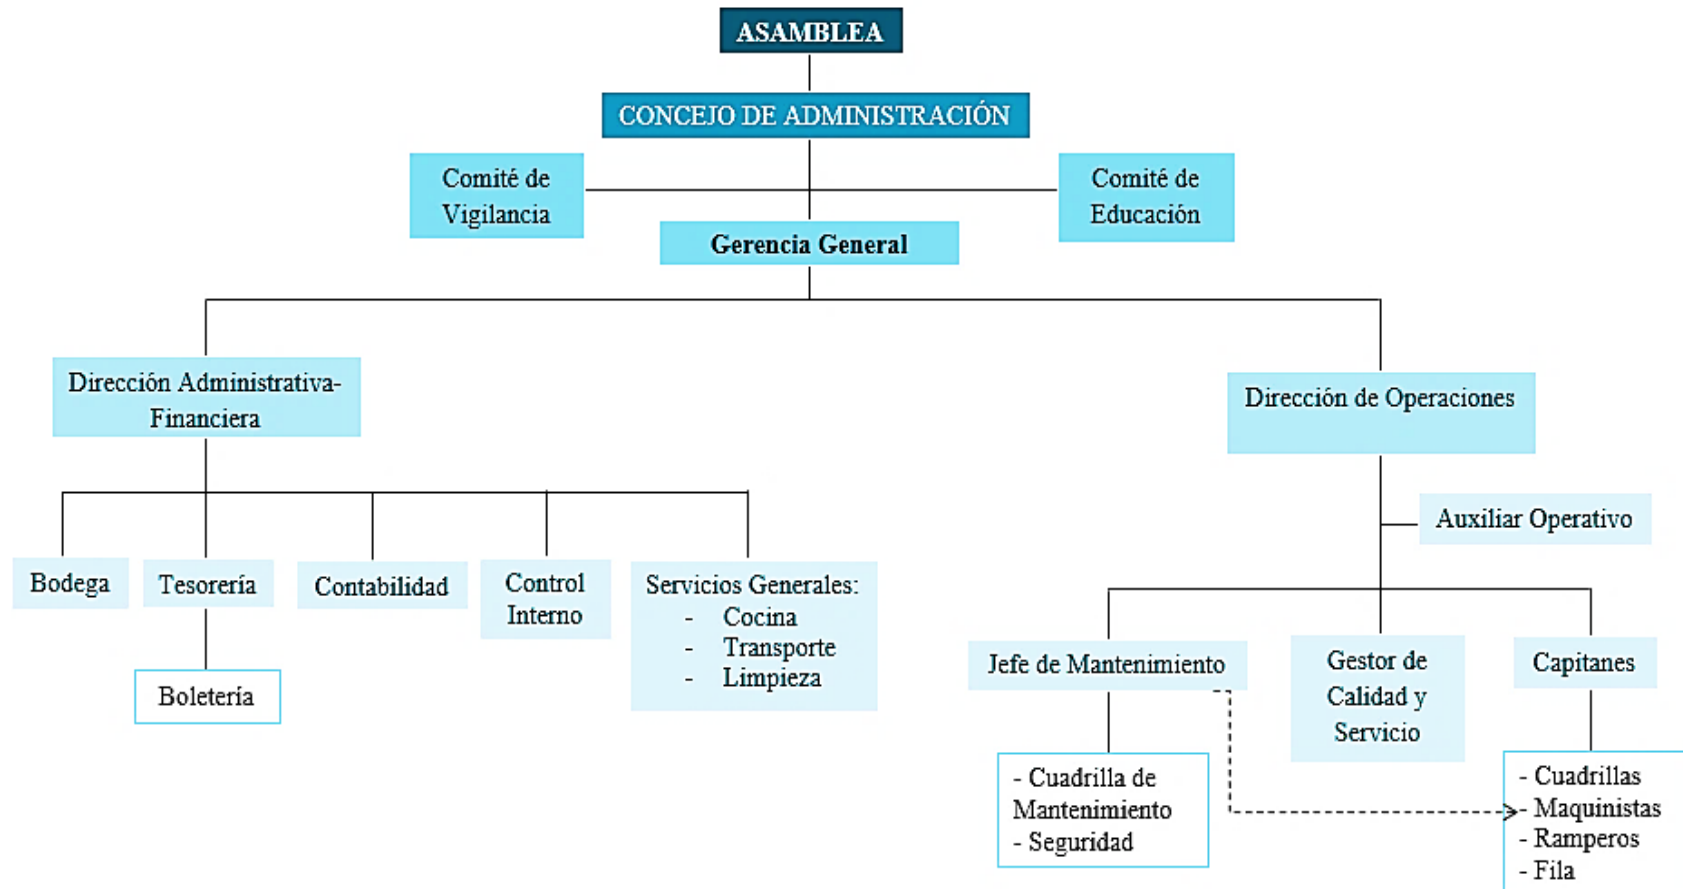 ASAMBLEA
CONCEJO DE ADMINISTRACIÓN
Comité de
Vigilancia
Comité de
Educación
Gerencia General
Dirección Administrativa-
Financiera
Dirección de Operaciones
Auxiliar Operativo
Bodega
Tesorería
Contabilidad
Control
Interno
Servicios Generales:
- Cocina
- Transporte
- Limpieza
Boletería
Jefe de Mantenimiento
Gestor de
Calidad y
Servicio
Capitanes
- Cuadrilla de
Mantenimiento
- Seguridad
- Cuadrillas
- Maquinistas
- Ramperos
- Fila